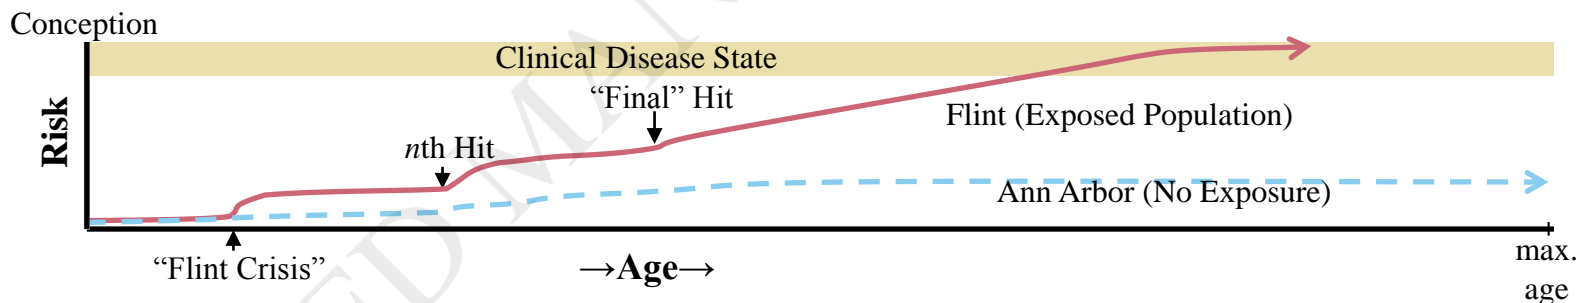 Conception
Clinical Disease State
“Final” Hit
Flint (Exposed Population)
Risk
nth Hit
Ann Arbor (No Exposure)
“Flint Crisis”
→Age→
max.
age